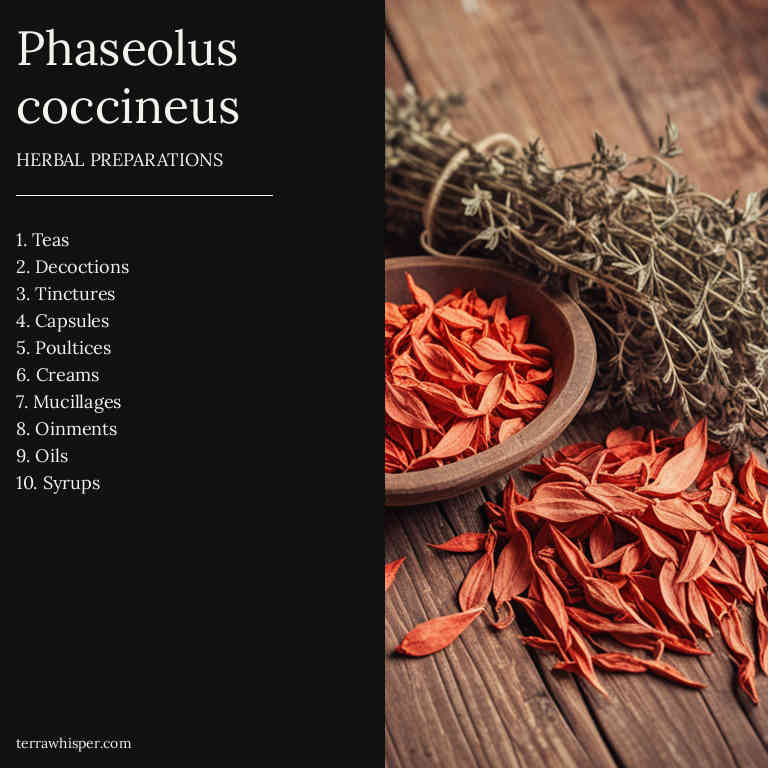 Phaseolus
coccineus
HERBAL PREPARATIONS
1. Teas
2. Decoctions
3. Tinctures
4. Capsules
5. Poultices
6. Creams
7. Mucillages
8. Oinments
9. Oils
10. Syrups
terrawhisper.com